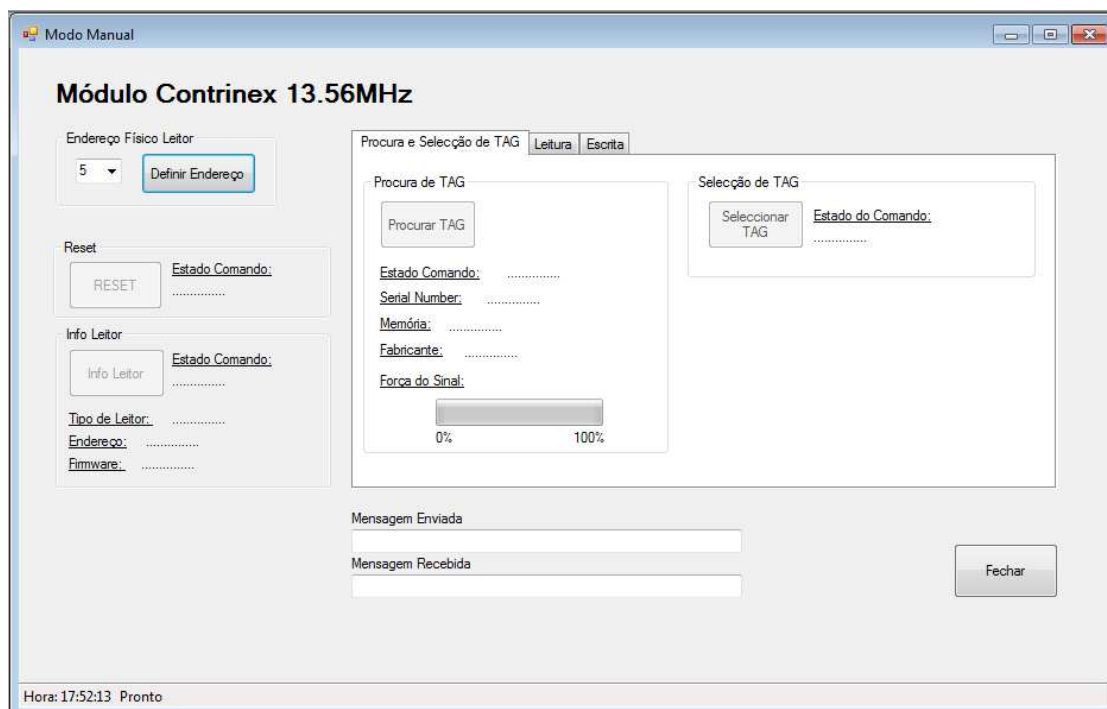 Modo Manual
Módulo Contrinex 13.56MHz
Endereço Físico Leitor
5
Definir Endereço
Reset
RESET
Estado Comando:
...............
Info Leitor
Info Leitor
Estado Comando:
...............
Tipo de Leitor: ...............
Endereço: ...............
Firmware: ...............
Procura e Selecção de TAG Leitura Escrita
Procura de TAG
Procurar TAG
Estado Comando: ...............
Serial Number: ...............
Memória: ...............
Fabricante: ...............
Força do Sinal:
0% 100%
Selecção de TAG
Seleccionar
TAG
Estado do Comando:
...............
Mensagem Enviada
Mensagem Recebida
Fechar
Hora: 17:52:13 Pronto